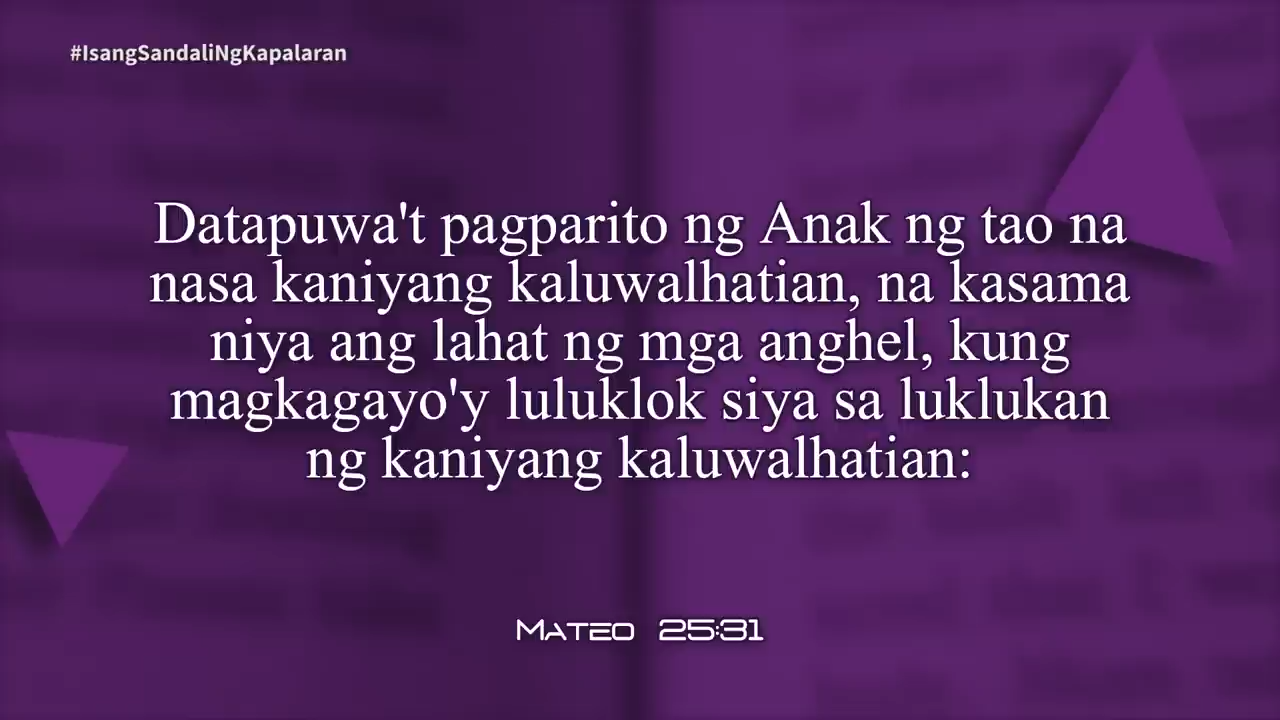 #IsangSandaliNgKapalaran
Datapuwa't pagparito ng Anak ng tao na
nasa kaniyang kaluwalhatian, na kasama
niya ang lahat ng mga anghel, kung
magkagayo'y luluklok siya sa luklukan
ng kaniyang kaluwalhatian:
MATEO 25:31